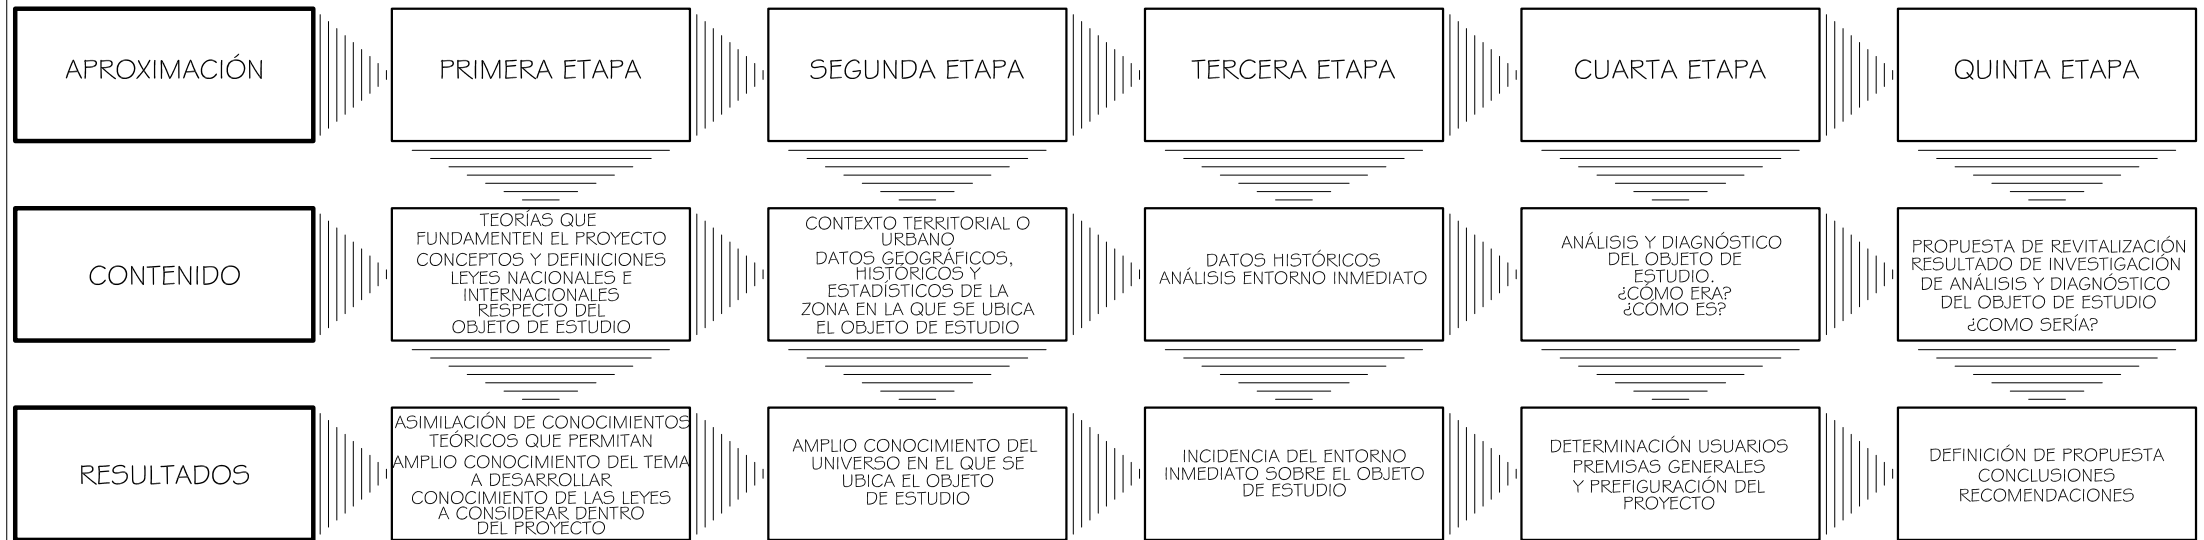 APROXIMACIÓN
PRIMERA ETAPA
SEGUNDA ETAPA
TERCERA ETAPA
CUARTA ETAPA
QUINTA ETAPA
CONTENIDO
TEORÍAS QUE
FUNDAMENTEN EL PROYECTO
CONCEPTOS Y DEFINICIONES
LEYES NACIONALES E
INTERNACIONALES
RESPECTO DEL
OBJETO DE ESTUDIO
CONTEXTO TERRITORIAL O
URBANO
DATOS GEOGRÁFICOS,
HISTÓRICOS Y
ESTADÍSTICOS DE LA
ZONA EN LA QUE SE UBICA
EL OBJETO DE ESTUDIO
DATOS HISTÓRICOS
ANÁLISIS ENTORNO INMEDIATO
ANÁLISIS Y DIAGNÓSTICO
DEL OBJETO DE
ESTUDIO.
¿CÓMO ERA?
¿CÓMO ES?
PROPUESTA DE REVITALIZACIÓN
RESULTADO DE INVESTIGACIÓN
DE ANÁLISIS Y DIAGNÓSTICO
DEL OBJETO DE ESTUDIO
¿COMO SERÍA?
RESULTADOS
ASIMILACIÓN DE CONOCIMIENTOS
TEÓRICOS QUE PERMITAN
AMPLIO CONOCIMIENTO DEL TEMA
A DESARROLLAR
CONOCIMIENTO DE LAS LEYES
A CONSIDERAR DENTRO
DEL PROYECTO
AMPLIO CONOCIMIENTO DEL
UNIVERSO EN EL QUE SE
UBICA EL OBJETO
DE ESTUDIO
INCIDENCIA DEL ENTORNO
INMEDIATO SOBRE EL OBJETO
DE ESTUDIO
DETERMINACIÓN USUARIOS
PREMISAS GENERALES
Y PREFIGURACIÓN DEL
PROYECTO
DEFINICIÓN DE PROPUESTA
CONCLUSIONES
RECOMENDACIONES